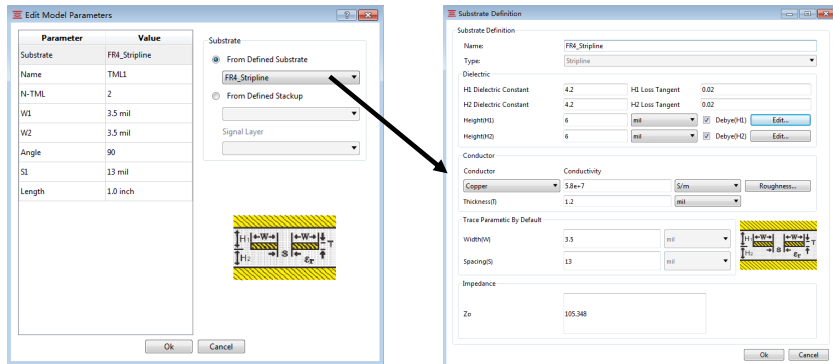 Edit Model Parameters
Parameter Value
Substrate FR4_Stripline
Name TML1
N-TML 2
W1 3.5 mil
W2 3.5 mil
Angle 90
S1 13 mil
Length 1.0 inch
Substrate
From Defined Substrate
FR4_Stripline
From Defined Stackup
Signal Layer
H1 W W T
H2 S εr
Ok Cancel
Substrate Definition
Substrate Definition
Name: FR4_Stripline
Type: Stripline
Dielectric
H1 Dielectric Constant 4.2 H1 Loss Tangent 0.02
H2 Dielectric Constant 4.2 H2 Loss Tangent 0.02
Height(H1) 6 mil Debye(H1) Edit...
Height(H2) 6 mil Debye(H2) Edit...
Conductor
Conductor Conductivity
Copper 5.8e+7 S/m Roughness...
Thickness(T) 1.2 mil
Trace Parametic By Default
Width(W) 3.5 mil
Spacing(S) 13 mil
H1 W W T
H2 S εr
Impedance
Zo 105.348
Ok Cancel